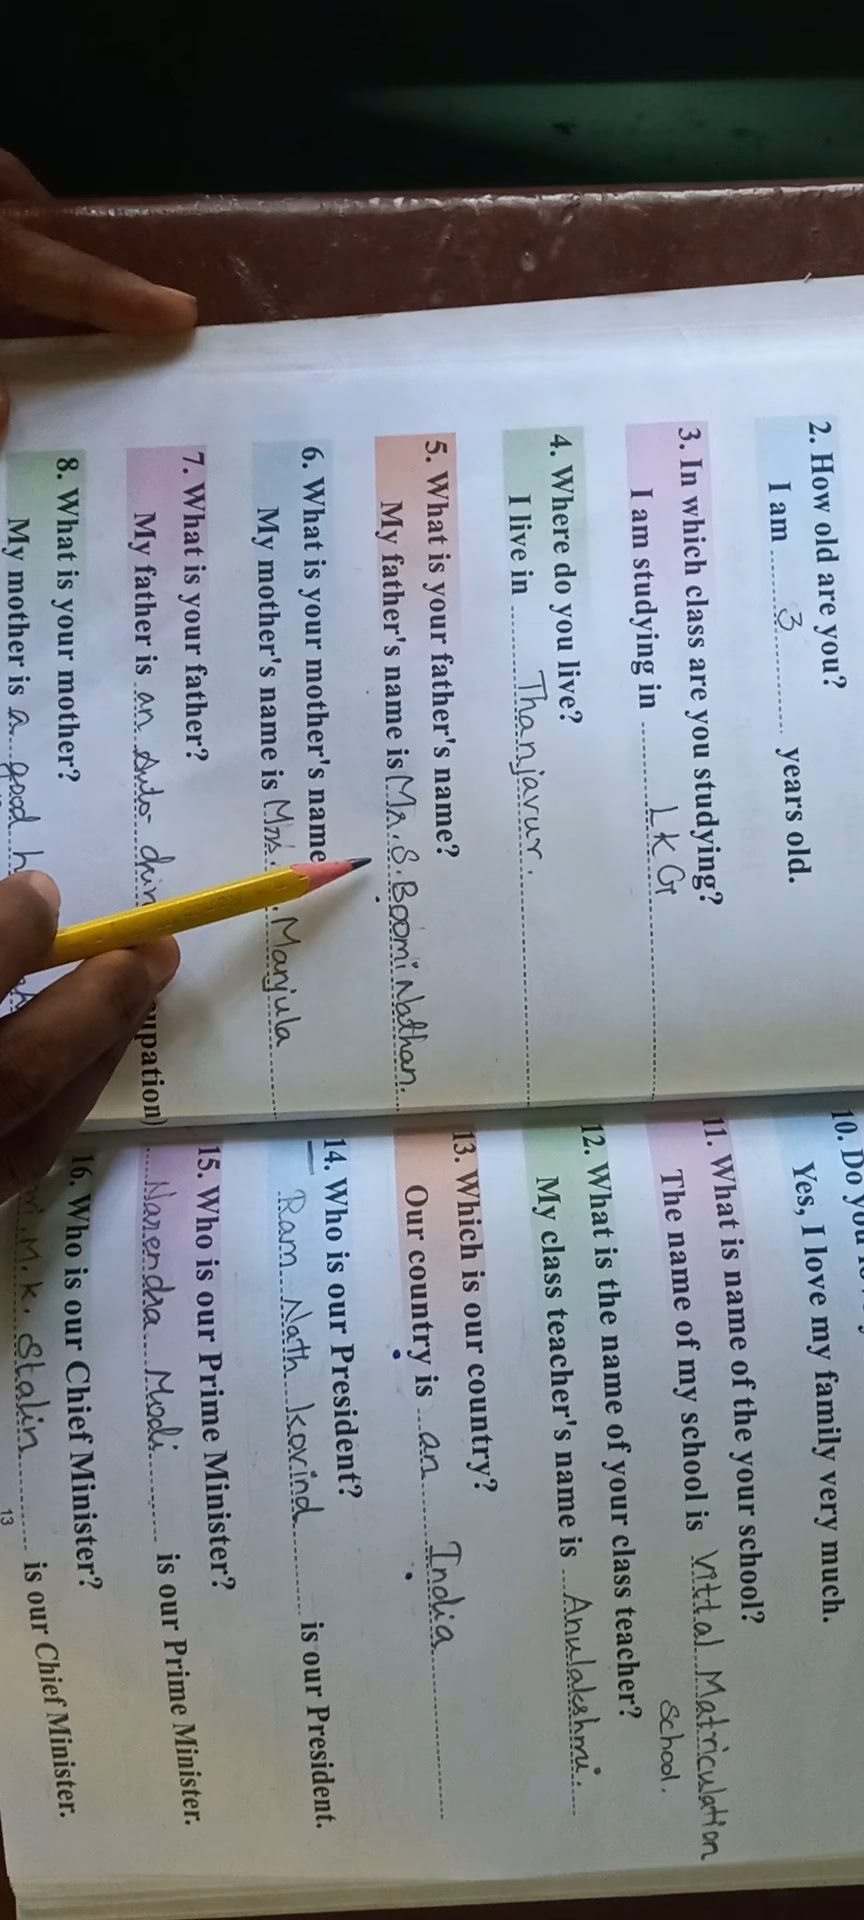 2. How old are you?
I am 3 years old.
3. In which class are you studying?
I am studying in LKG
4. Where do you live?
I live in Thanjavur.
5. What is your father's name?
My father's name is Mr. S. Boomi Nathan.
6. What is your mother's name
My mother's name is Mrs. Manjula
7. What is your father?
My father is an Auto
8. What is your mother?
My mother is a good
10. Do you
Yes, I love my family very much.
11. What is name of the your school?
The name of my school is Vittal Matriculation
School.
12. What is the name of your class teacher?
My class teacher's name is Anulakshmi.
13. Which is our country?
Our country is an India
14. Who is our President?
Ram Nath Kovind is our President.
15. Who is our Prime Minister?
Narendra Modi is our Prime Minister.
16. Who is our Chief Minister?
M.K. Stalin is our Chief Minister.
13